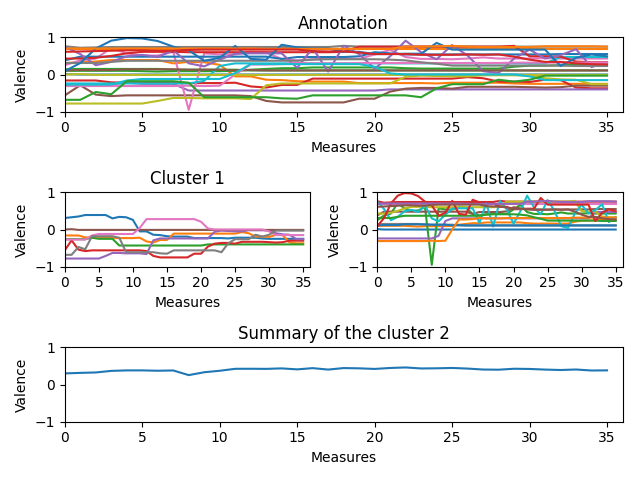 Annotation
Valence
1
0
−1
0 5 10 15 20 25 30 35
Measures
Cluster 1
Valence
1
0
−1
0 5 10 15 20 25 30 35
Measures
Cluster 2
Valence
1
0
−1
0 5 10 15 20 25 30 35
Measures
Summary of the cluster 2
Valence
1
0
−1
0 5 10 15 20 25 30 35
Measures